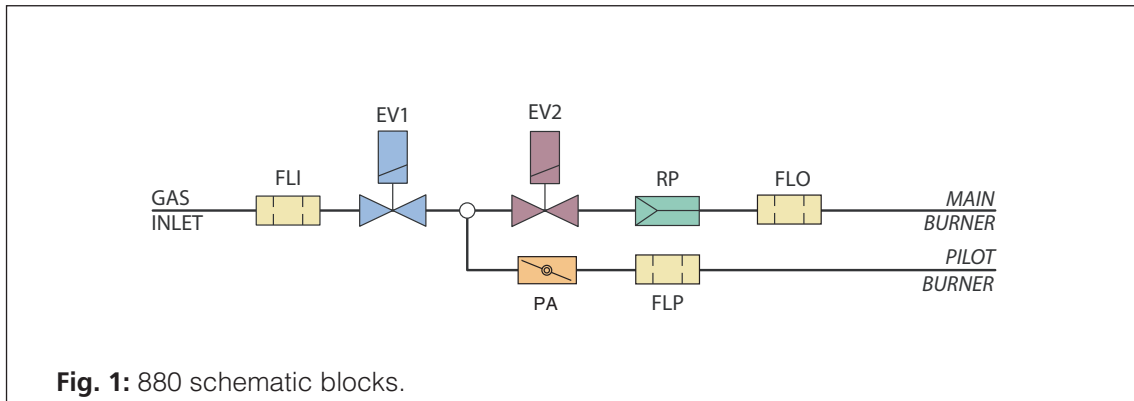 EV1
EV2
FLI
RP
FLO
GAS
INLET
MAIN
BURNER
PILOT
BURNER
PA
FLP
Fig. 1: 880 schematic blocks.